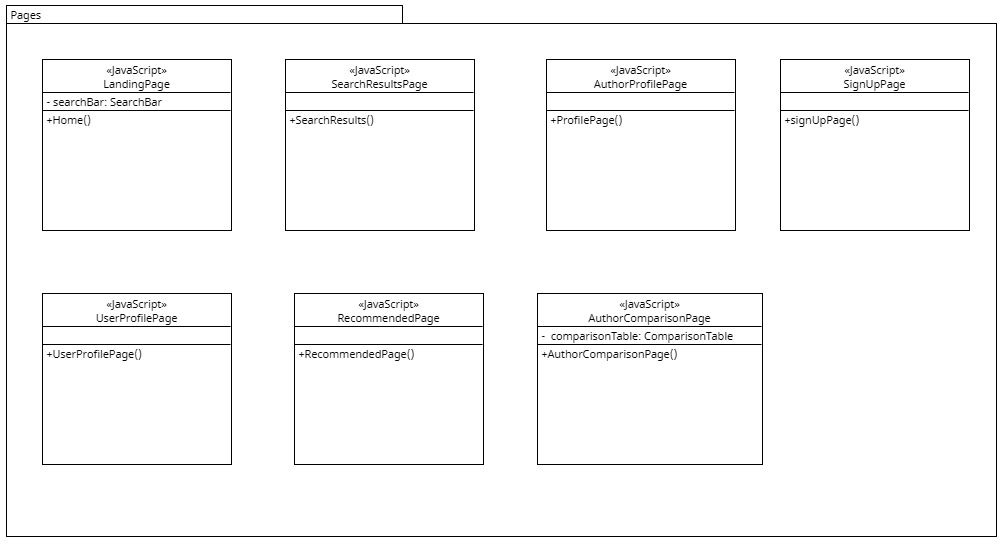 Pages
«JavaScript»
LandingPage
- searchBar: SearchBar
+Home()
«JavaScript»
SearchResultsPage
+SearchResults()
«JavaScript»
AuthorProfilePage
+ProfilePage()
«JavaScript»
SignUpPage
+signUpPage()
«JavaScript»
UserProfilePage
+UserProfilePage()
«JavaScript»
RecommendedPage
+RecommendedPage()
«JavaScript»
AuthorComparisonPage
- comparisonTable: ComparisonTable
+AuthorComparisonPage()